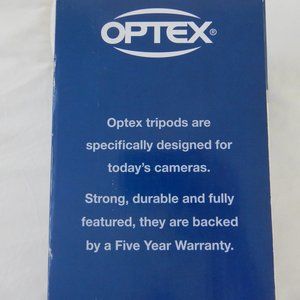 OPTEX®
Optex tripods are
specifically designed for
today's cameras.
Strong, durable and fully
featured, they are backed
by a Five Year Warranty.